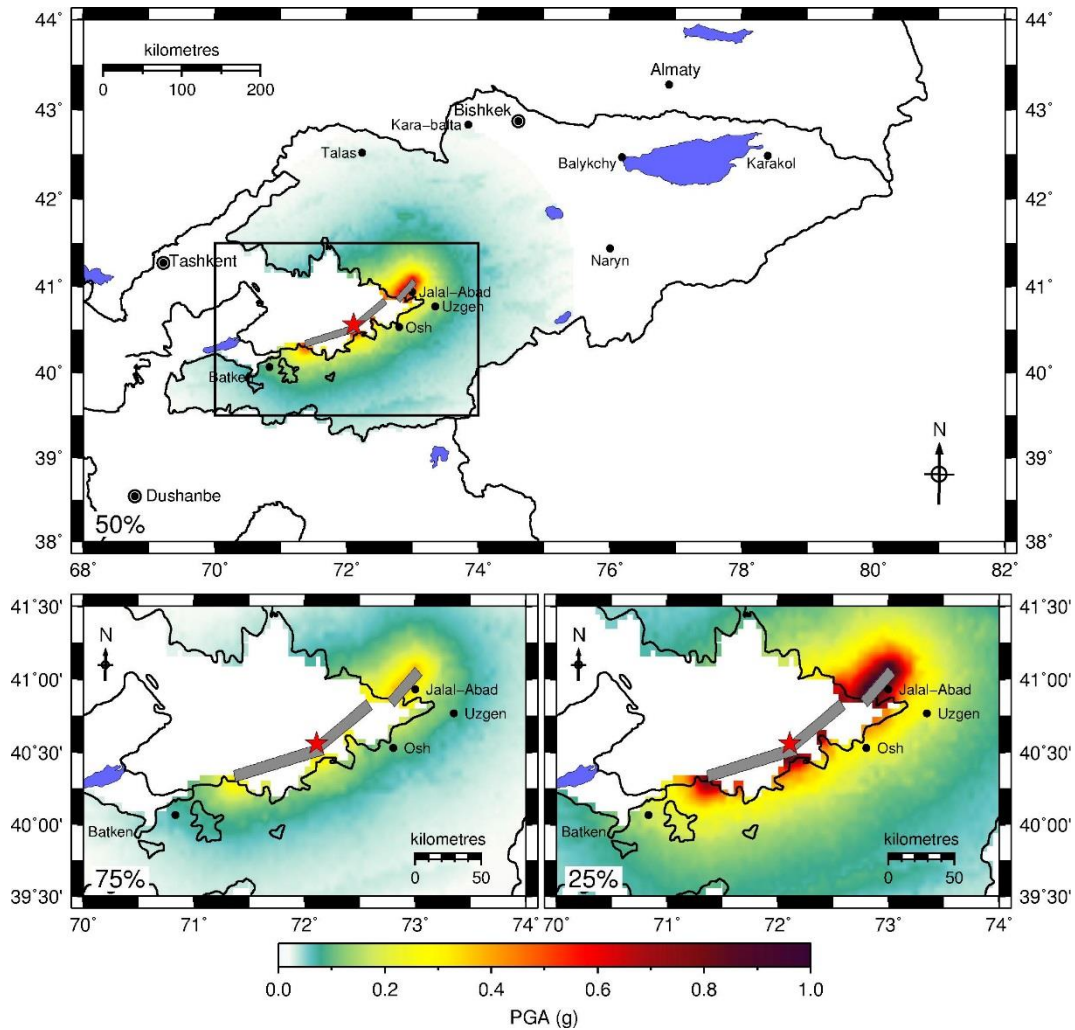 44˚
43˚
42˚
41˚
40˚
39˚
38˚
44˚
43˚
42˚
41˚
40˚
39˚
38˚
kilometres
0 100 200
Almaty
Bishkek
Kara−balta
Talas
Balykchy
Karakol
Tashkent
Naryn
Jalal−Abad
Uzgen
Osh
Batken
N
Dushanbe
50%
68˚ 70˚ 72˚ 74˚ 76˚ 78˚ 80˚ 82˚
41˚30'
41˚00'
40˚30'
40˚00'
39˚30'
N
Jalal−Abad
Uzgen
Osh
Batken
kilometres
0 50
75%
70˚ 71˚ 72˚ 73˚ 74˚
N
Jalal−Abad
Uzgen
Osh
Batken
kilometres
0 50
25%
41˚30'
41˚00'
40˚30'
40˚00'
39˚30'
70˚ 71˚ 72˚ 73˚ 74˚
0.0 0.2 0.4 0.6 0.8 1.0
PGA (g)